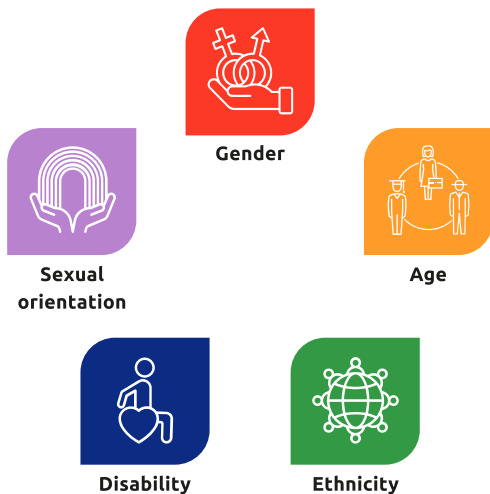 Gender
Sexual
orientation
Age
Disability
Ethnicity